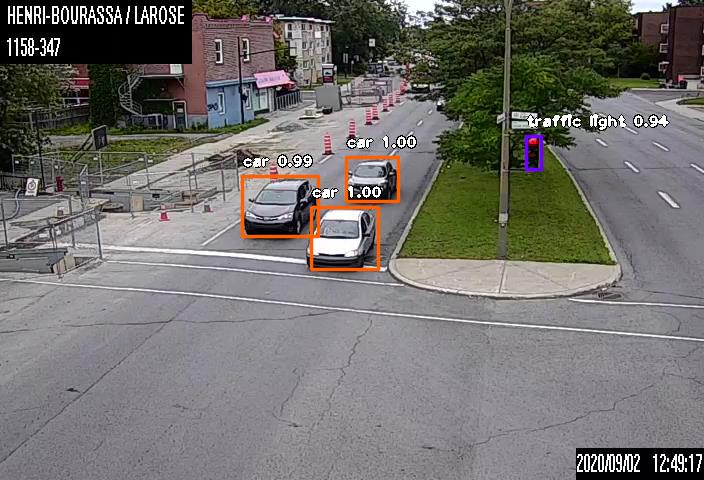 HENRI-BOURASSA / LAROSE
1158-347
traffic light 0.94
car 1.00
car 0.99
car 1.00
2020/09/02 12:49:17